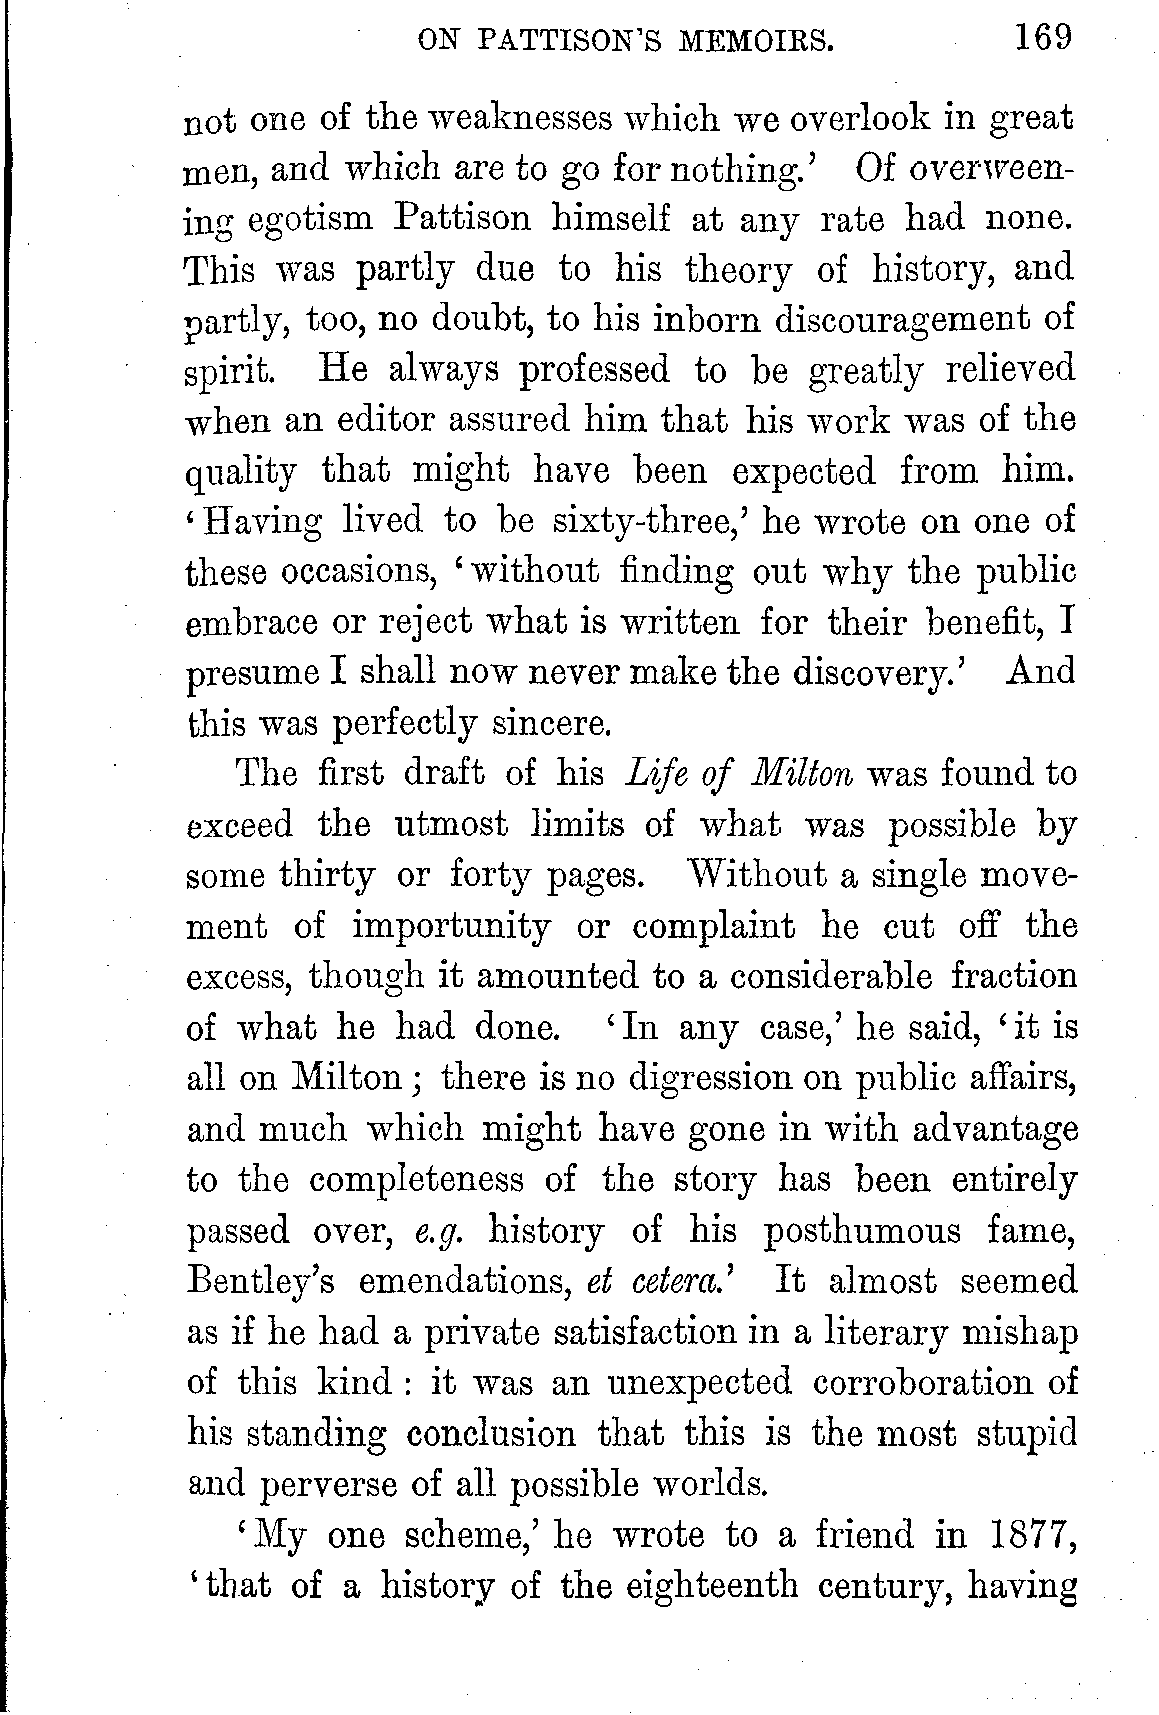 ON PATTISON'S MEMOIRS. 169
not one of the weaknesses which we overlook in great
men, and which are to go for nothing.' Of overween-
ing egotism Pattison himself at any rate had none.
This was partly due to his theory of history, and
partly, too, no doubt, to his inborn discouragement of
spirit. He always professed to be greatly relieved
when an editor assured him that his work was of the
quality that might have been expected from him.
'Having lived to be sixty-three,' he wrote on one of
these occasions, 'without finding out why the public
embrace or reject what is written for their benefit, I
presume I shall now never make the discovery.' And
this was perfectly sincere.
The first draft of his Life of Milton was found to
exceed the utmost limits of what was possible by
some thirty or forty pages. Without a single move-
ment of importunity or complaint he cut off the
excess, though it amounted to a considerable fraction
of what he had done. 'In any case,' he said, 'it is
all on Milton; there is no digression on public affairs,
and much which might have gone in with advantage
to the completeness of the story has been entirely
passed over, e.g. history of his posthumous fame,
Bentley's emendations, et cetera.' It almost seemed
as if he had a private satisfaction in a literary mishap
of this kind: it was an unexpected corroboration of
his standing conclusion that this is the most stupid
and perverse of all possible worlds.
'My one scheme,' he wrote to a friend in 1877,
'that of a history of the eighteenth century, having